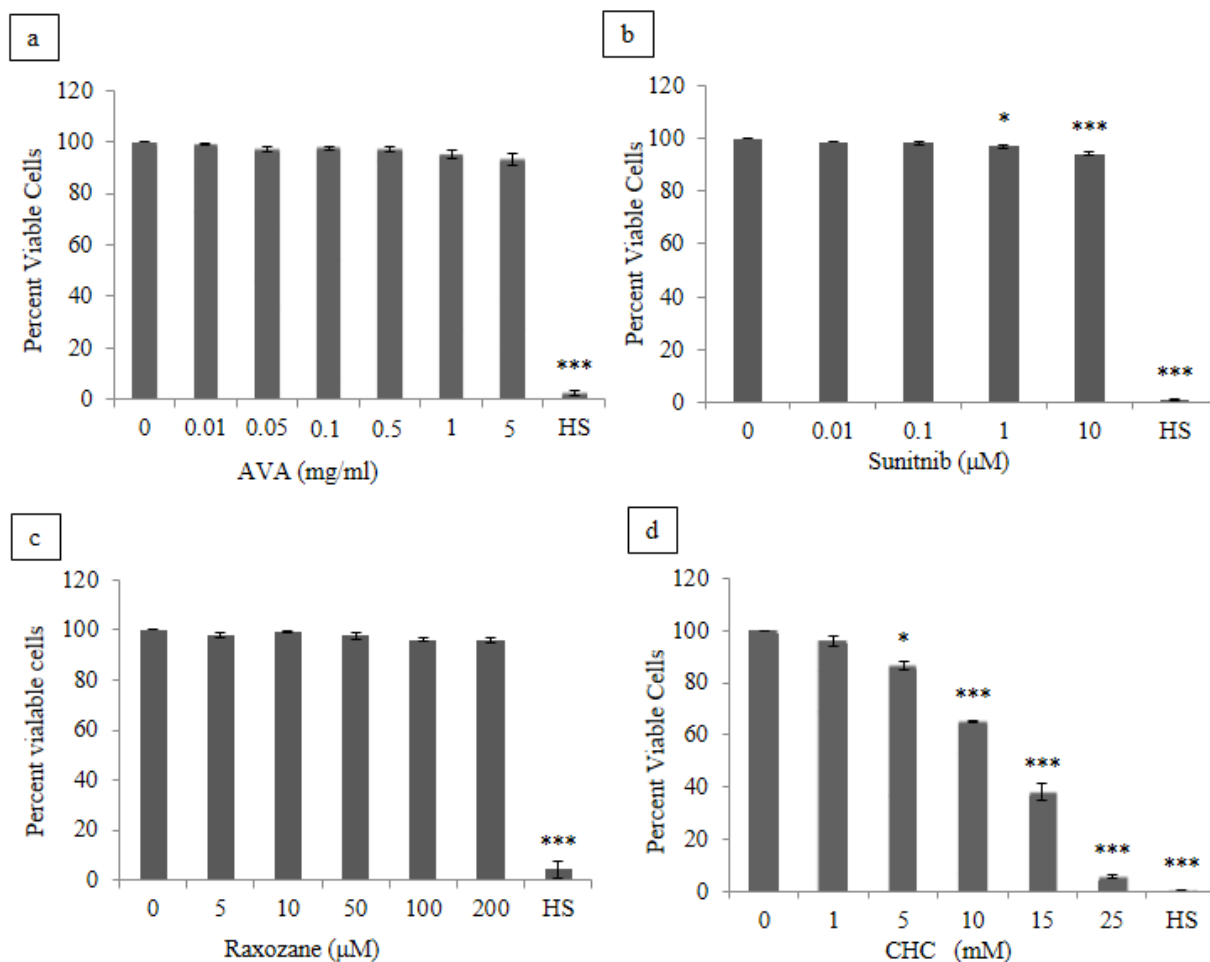 a
120
100
80
60
40
20
0
Percent Viable Cells
***
0 0.01 0.05 0.1 0.5 1 5 HS
AVA (mg/ml)
b
120
100
80
60
40
20
0
Percent Viable Cells
* ***
***
0 0.01 0.1 1 10 HS
Sunitnib (µM)
c
120
100
80
60
40
20
0
Percent vialable cells
***
0 5 10 50 100 200 HS
Raxozane (µM)
d
120
100
80
60
40
20
0
Percent Viable Cells
*
***
***
*** ***
0 1 5 10 15 25 HS
CHC (mM)